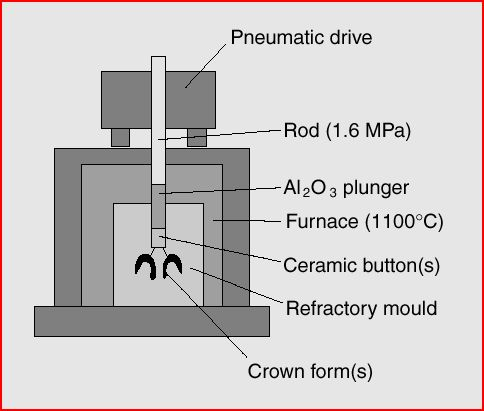 Pneumatic drive
Rod (1.6 MPa)
Al₂O₃ plunger
Furnace (1100°C)
Ceramic button(s)
Refractory mould
Crown form(s)